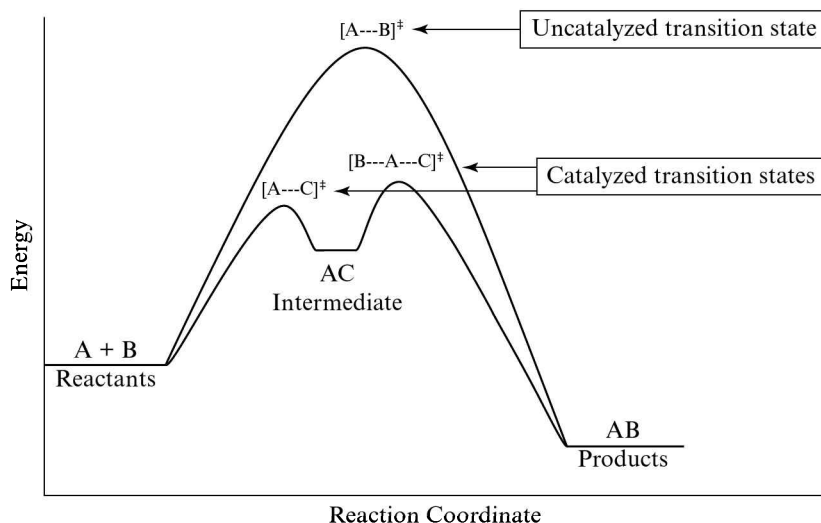 [A---B]‡
Uncatalyzed transition state
[B---A---C]‡
[A---C]‡
Catalyzed transition states
Energy
AC
Intermediate
A + B
Reactants
AB
Products
Reaction Coordinate